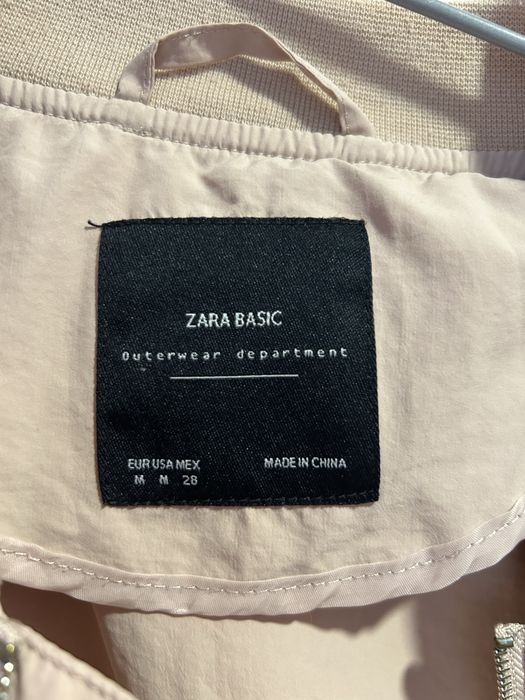 ZARA BASIC
Outerwear department
EUR USA MEX MADE IN CHINA
M M 28